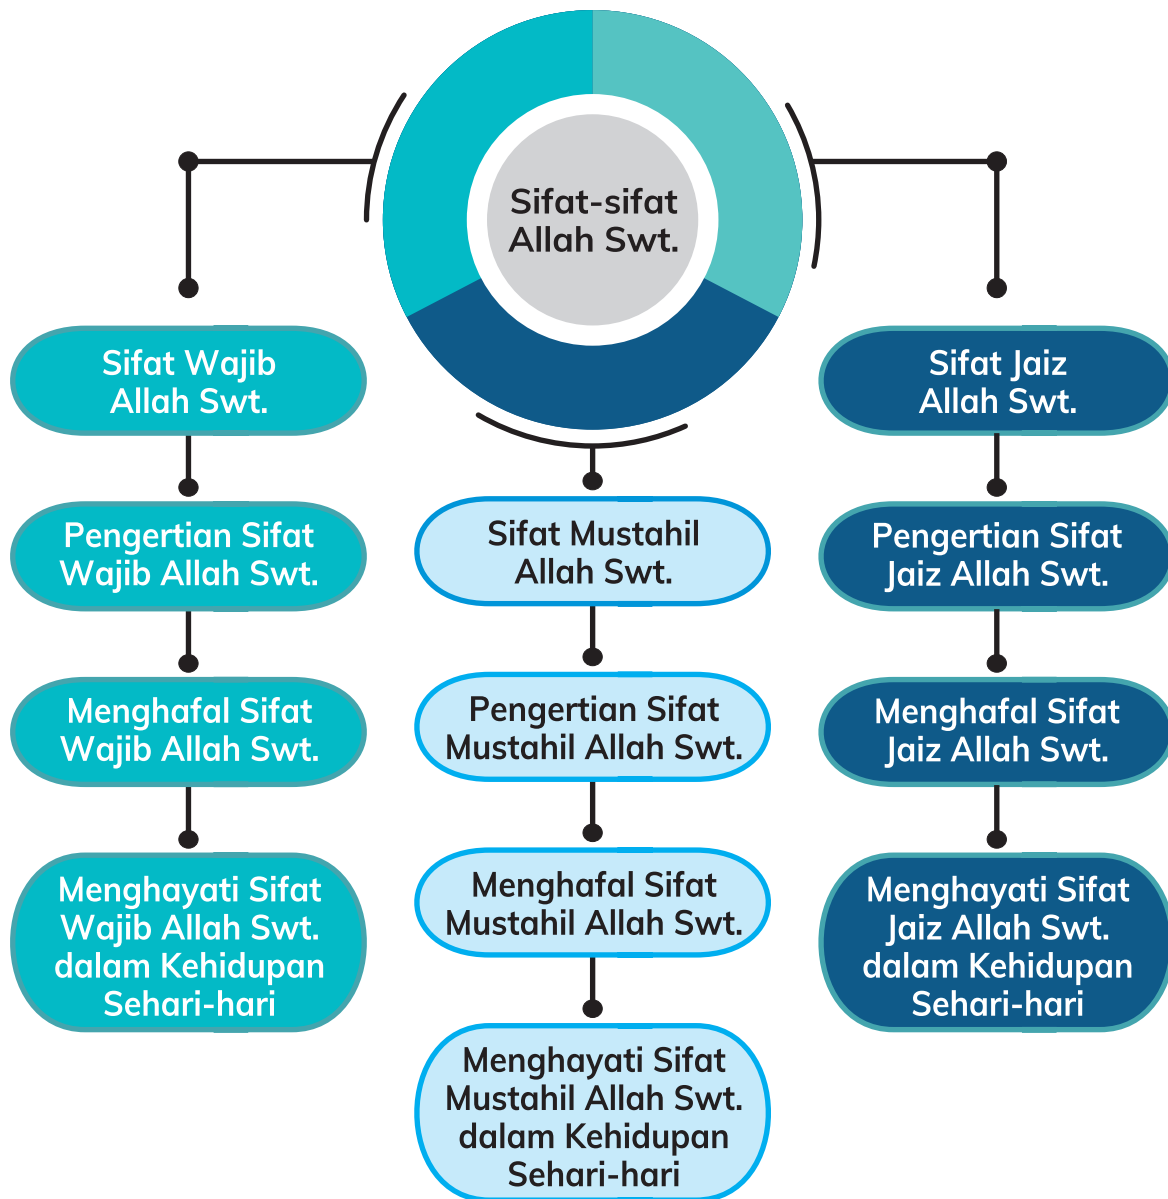 Sifat-sifat
Allah Swt.
Sifat Wajib
Allah Swt.
Pengertian Sifat
Wajib Allah Swt.
Menghafal Sifat
Wajib Allah Swt.
Menghayati Sifat
Wajib Allah Swt.
dalam Kehidupan
Sehari-hari
Sifat Mustahil
Allah Swt.
Pengertian Sifat
Mustahil Allah Swt.
Menghafal Sifat
Mustahil Allah Swt.
Menghayati Sifat
Mustahil Allah Swt.
dalam Kehidupan
Sehari-hari
Sifat Jaiz
Allah Swt.
Pengertian Sifat
Jaiz Allah Swt.
Menghafal Sifat
Jaiz Allah Swt.
Menghayati Sifat
Jaiz Allah Swt.
dalam Kehidupan
Sehari-hari